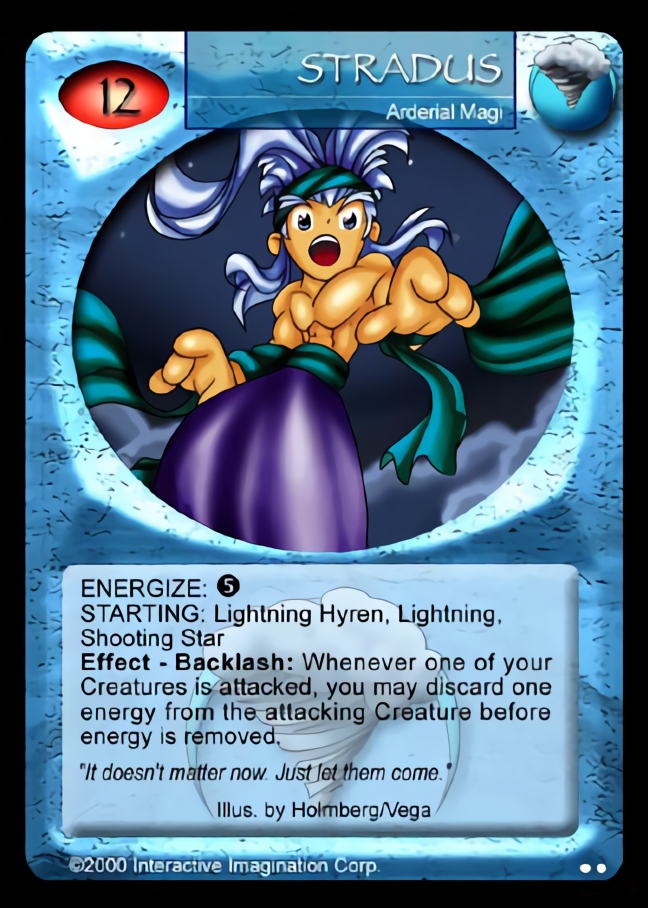 12
STRADUS
Arderial Magi
ENERGIZE: 5
STARTING: Lightning Hyren, Lightning,
Shooting Star
Effect - Backlash: Whenever one of your
Creatures is attacked, you may discard one
energy from the attacking Creature before
energy is removed.
"It doesn't matter now. Just let them come."
Illus. by Holmberg/Vega
©2000 Interactive Imagination Corp.